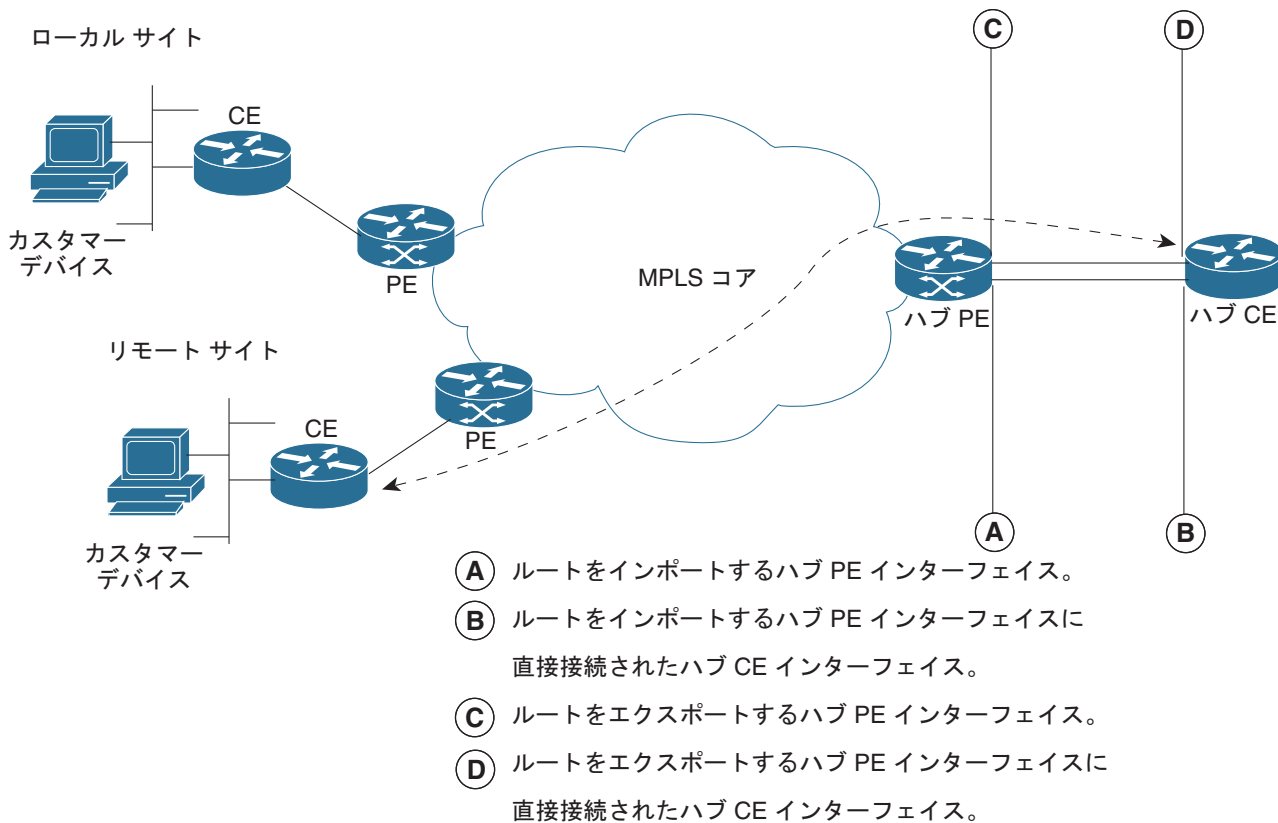 ローカル サイト
C
D
CE
カスタマー
デバイス
PE
MPLS コア
ハブ PE
ハブ CE
リモート サイト
CE
PE
カスタマー
デバイス
A
B
A ルートをインポートするハブ PE インターフェイス。
B ルートをインポートするハブ PE インターフェイスに
直接接続されたハブ CE インターフェイス。
C ルートをエクスポートするハブ PE インターフェイス。
D ルートをエクスポートするハブ PE インターフェイスに
直接接続されたハブ CE インターフェイス。